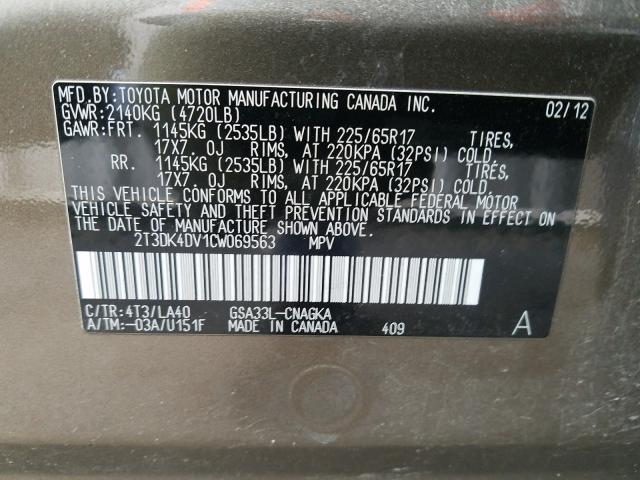 MFD.BY:TOYOTA MOTOR MANUFACTURING CANADA INC. 02/12
GVWR:2140KG (4720LB)
GAWR:FRT. 1145KG (2535LB) WITH 225/65R17 TIRES,
17X7. 0J RIMS, AT 220KPA (32PSI) COLD.
RR. 1145KG (2535LB) WITH 225/65R17 TIRES,
17X7. 0J RIMS, AT 220KPA (32PSI) COLD.
THIS VEHICLE CONFORMS TO ALL APPLICABLE FEDERAL MOTOR
VEHICLE SAFETY AND THEFT PREVENTION STANDARDS IN EFFECT ON
THE DATE OF MANUFACTURE SHOWN ABOVE.
2T3DK4DV1CW069563 MPV
C/TR:4T3/LA40 GSA33L-CNAGKA
A/TM:-03A/U151F MADE IN CANADA 409 A